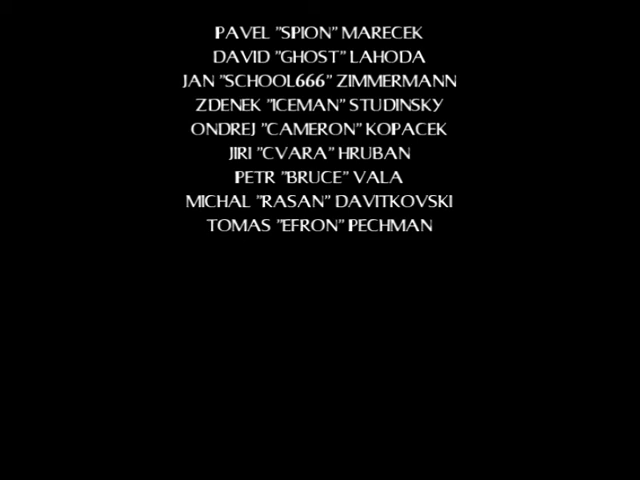 PAVEL "SPION" MARECEK
DAVID "GHOST" LAHODA
JAN "SCHOOL666" ZIMMERMANN
ZDENEK "ICEMAN" STUDINSKY
ONDREJ "CAMERON" KOPACEK
JIRI "CVARA" HRUBAN
PETR "BRUCE" VALA
MICHAL "RASAN" DAVITKOVSKI
TOMAS "EFRON" PECHMAN